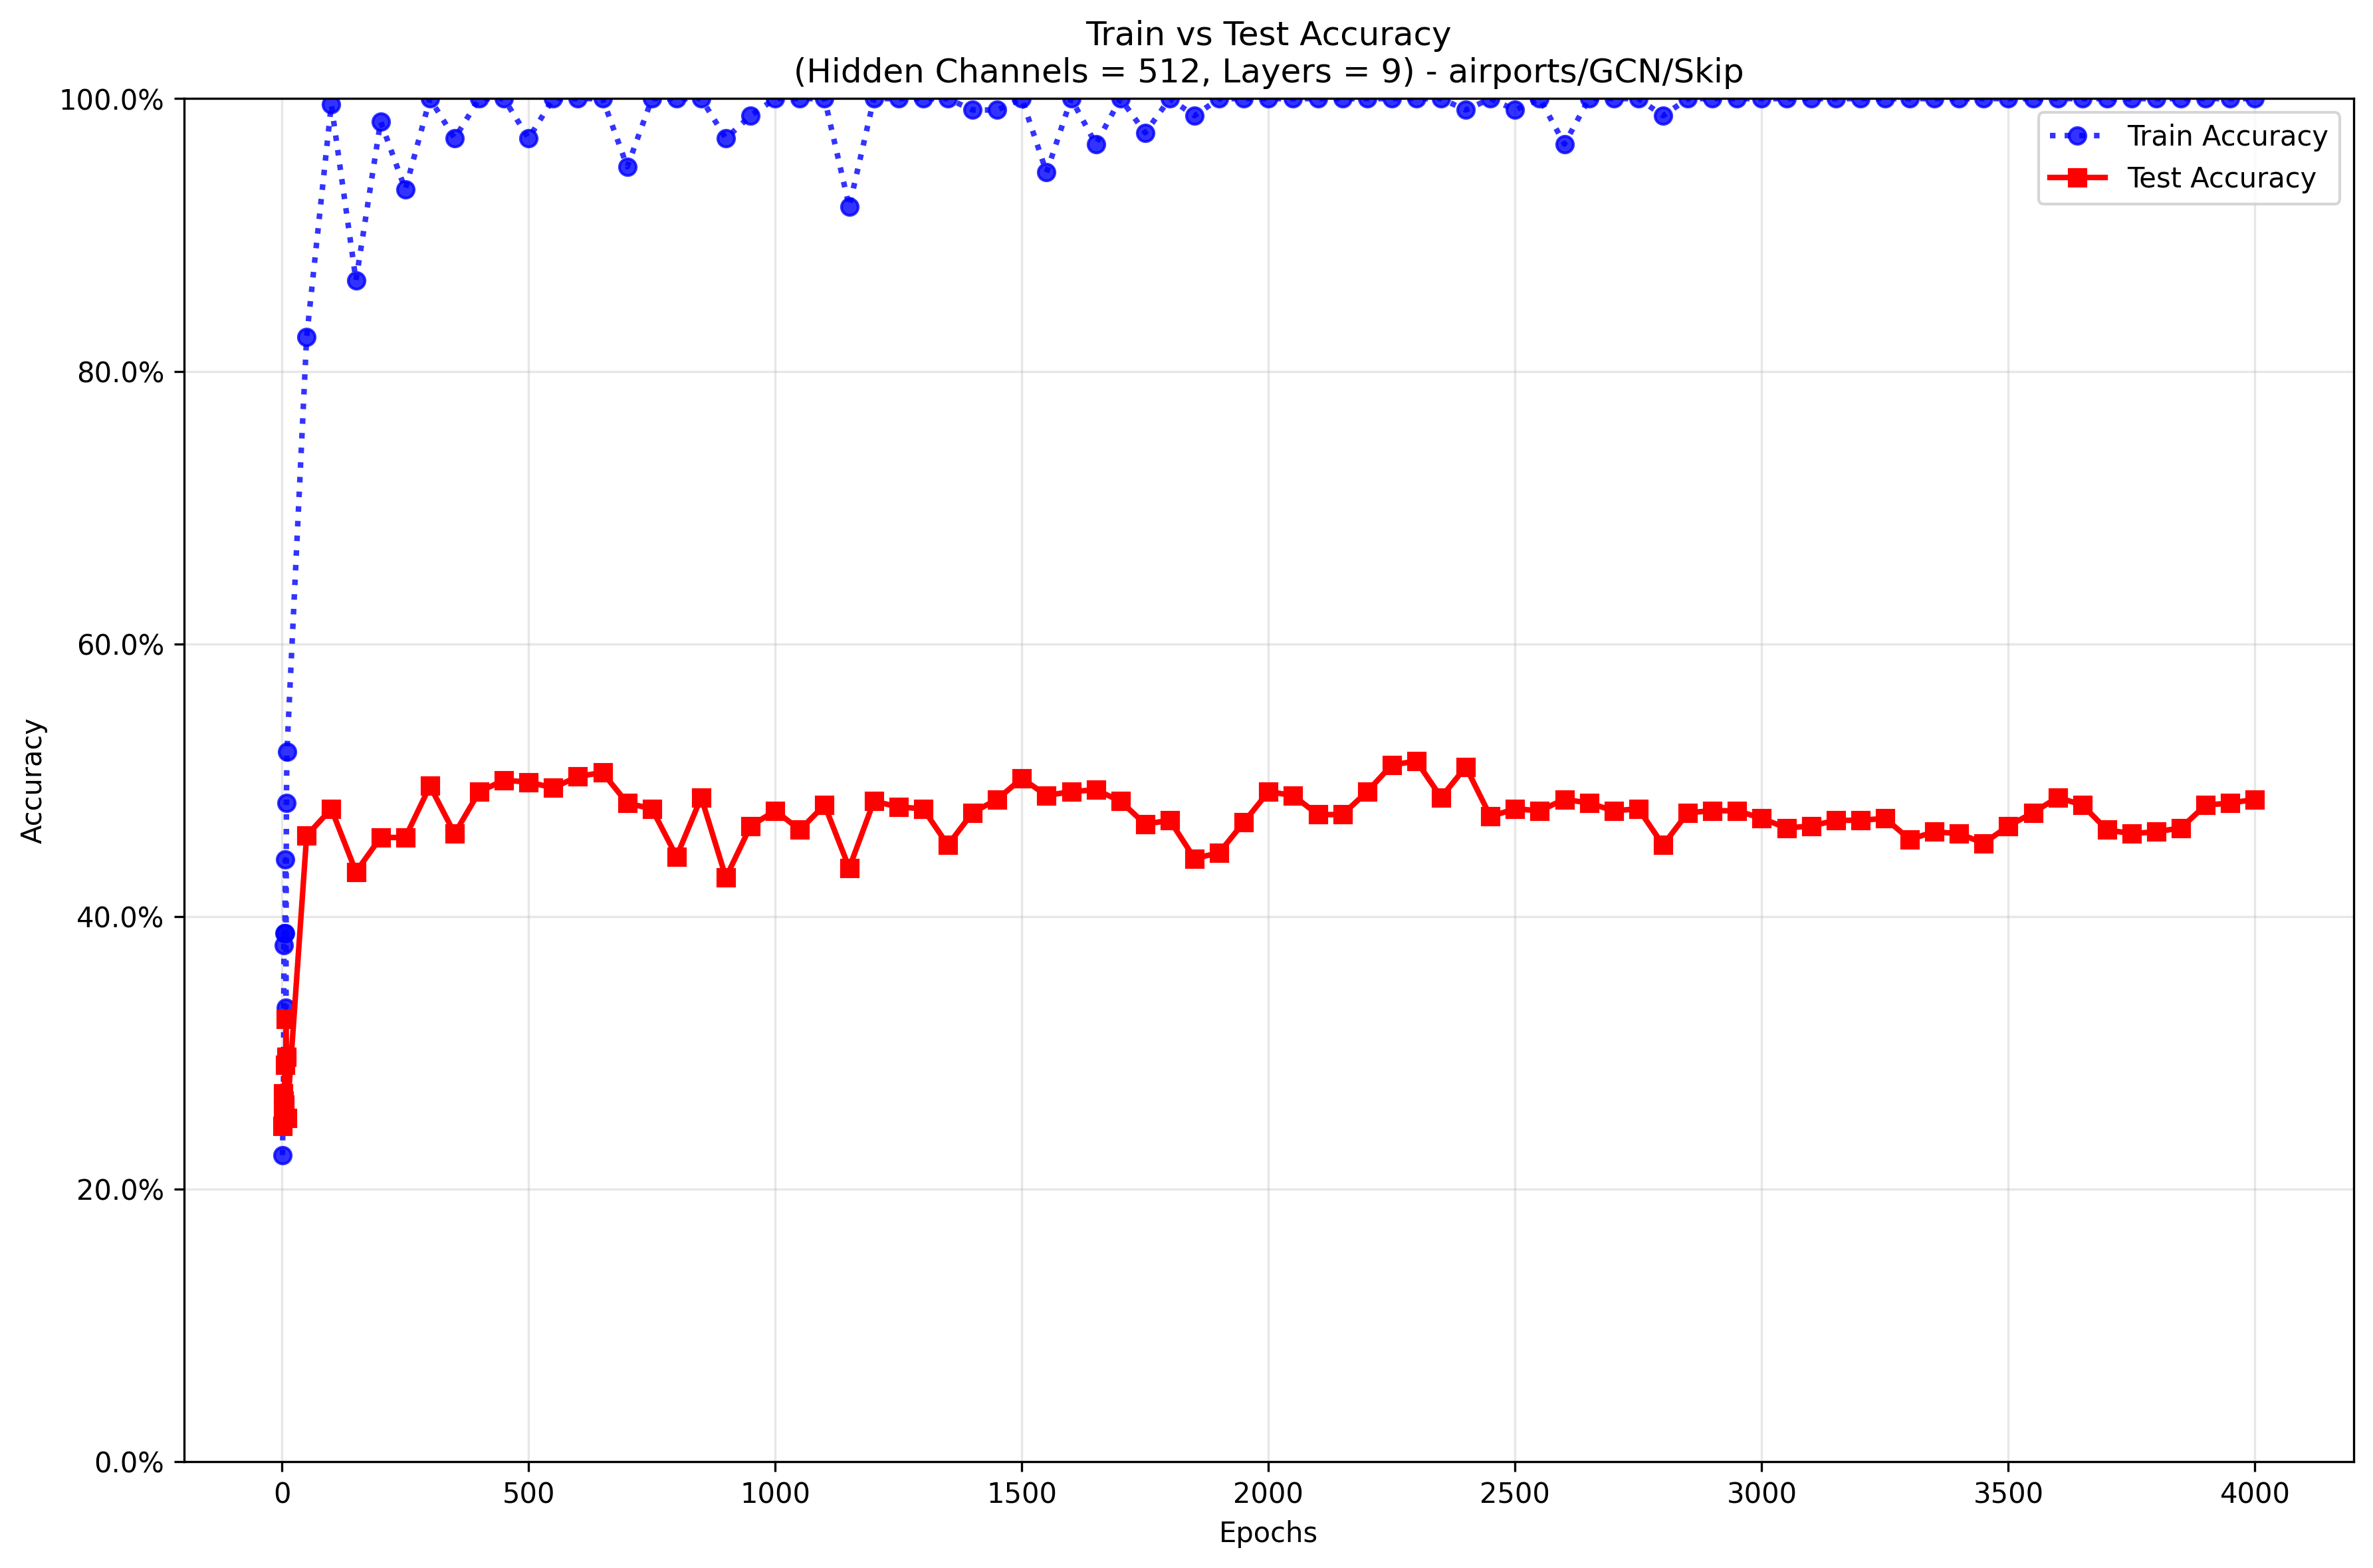 Train vs Test Accuracy
(Hidden Channels = 512, Layers = 9) - airports/GCN/Skip
100.0%
80.0%
60.0%
40.0%
20.0%
0.0%
Accuracy
Train Accuracy
Test Accuracy
0 500 1000 1500 2000 2500 3000 3500 4000
Epochs